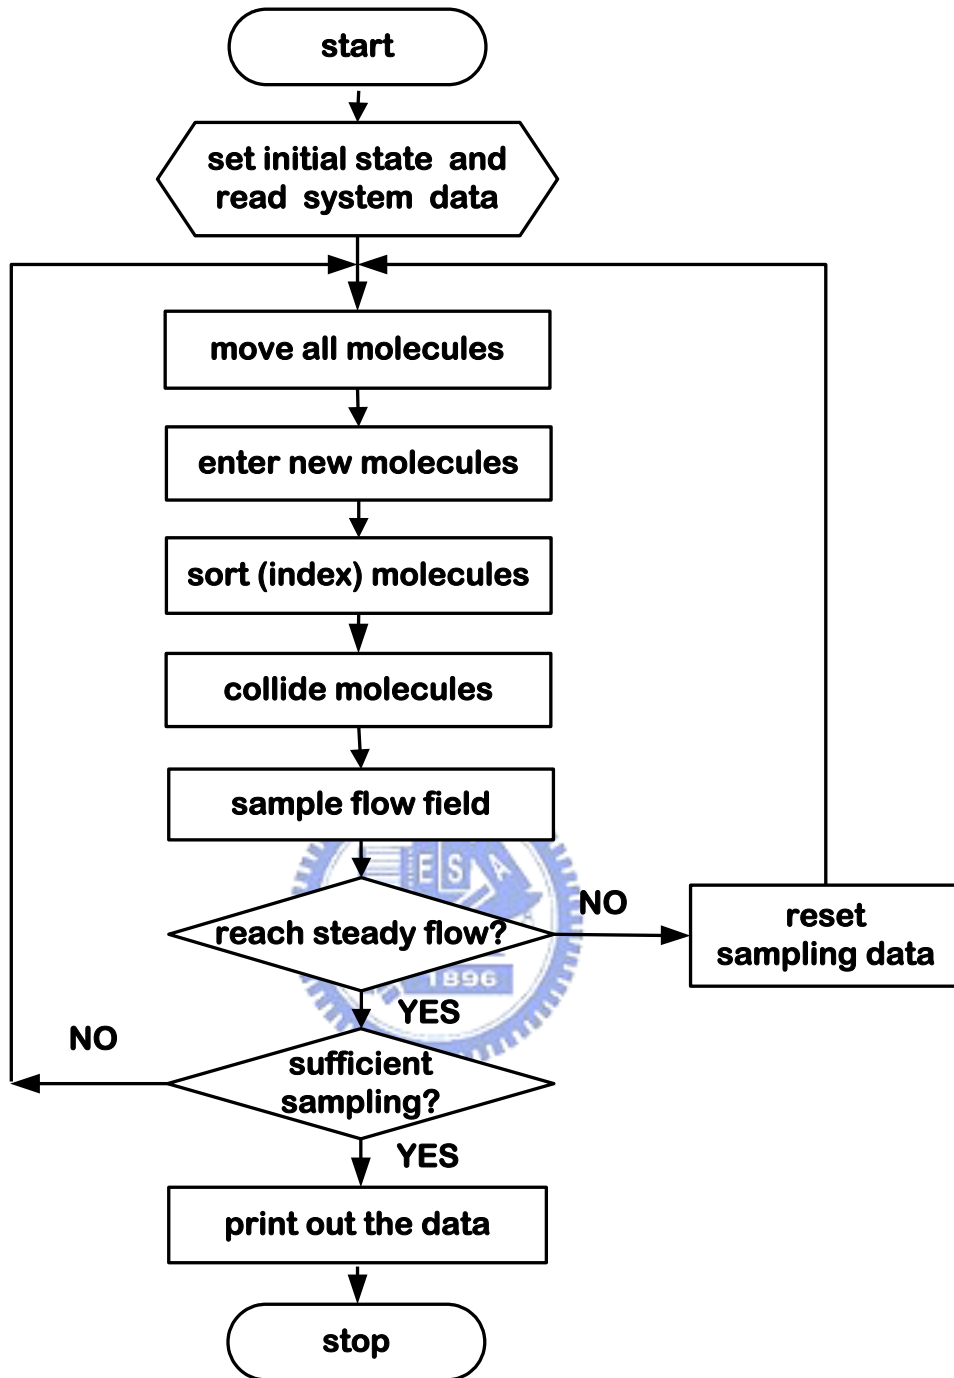 start
set initial state and
read system data
move all molecules
enter new molecules
sort (index) molecules
collide molecules
sample flow field
ESA
reach steady flow?
NO
reset
sampling data
1896
YES
NO
sufficient
sampling?
YES
print out the data
stop